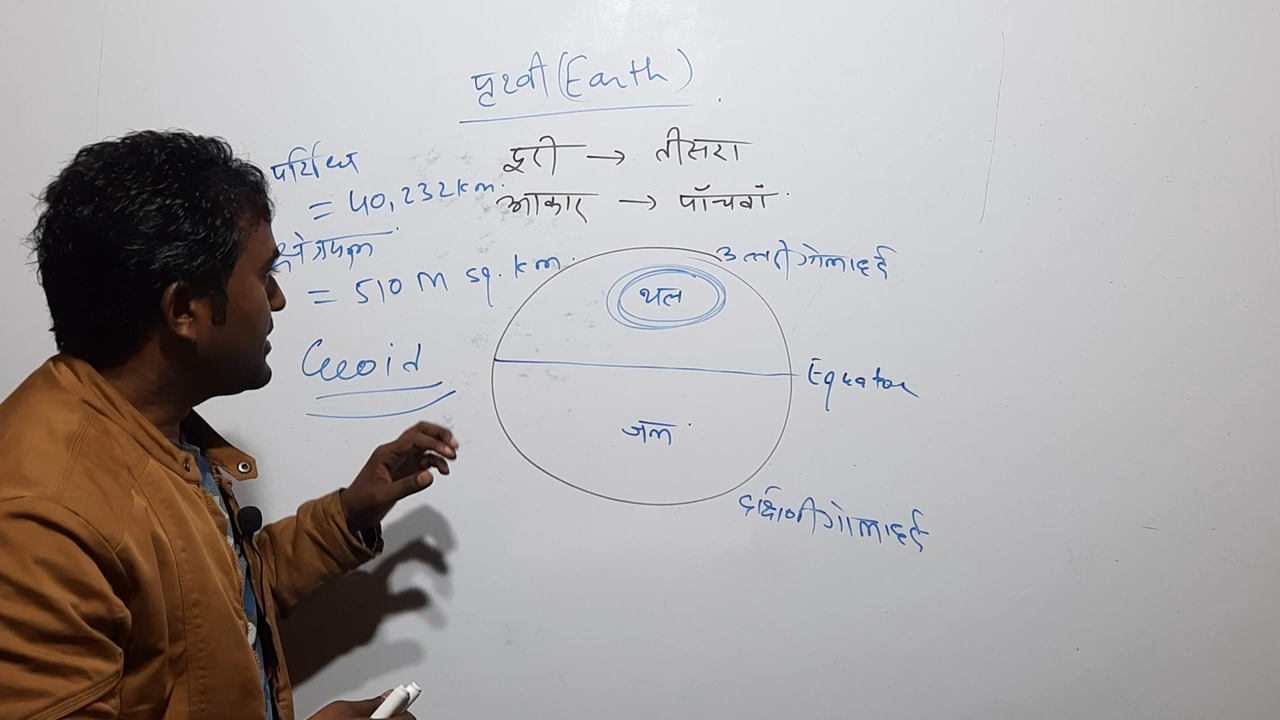 पृथ्वी (Earth)
दूरी → तीसरा
आकार → पाँचवाँ
परिधि
= 40,232 km.
क्षेत्रफल
= 510 M sq. km.
Geoid
उत्तरी गोलार्द्ध
थल
Equator
जल
दक्षिणी गोलार्द्ध